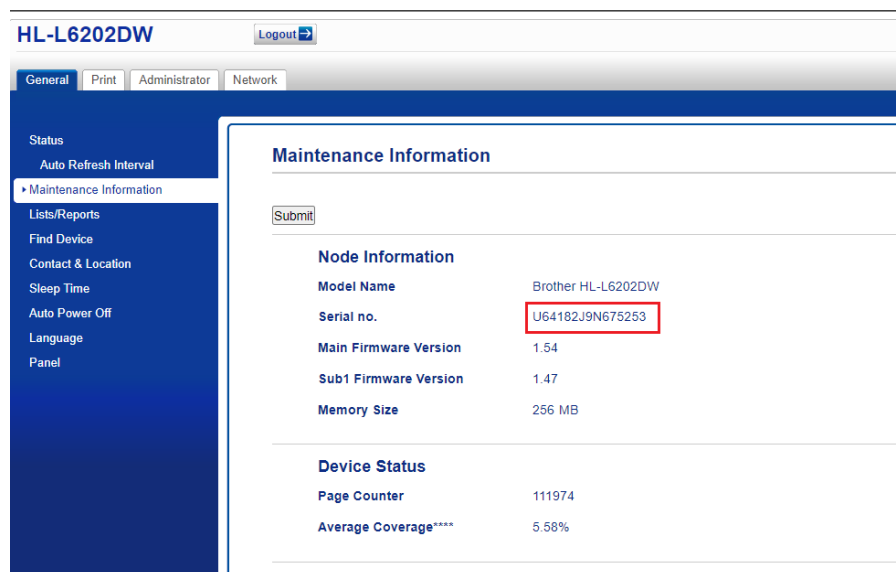 HL-L6202DW
Logout
General Print Administrator Network
Status
Auto Refresh Interval
Maintenance Information
Lists/Reports
Find Device
Contact & Location
Sleep Time
Auto Power Off
Language
Panel
Maintenance Information
Submit
Node Information
Model Name Brother HL-L6202DW
Serial no. U64182J9N675253
Main Firmware Version 1.54
Sub1 Firmware Version 1.47
Memory Size 256 MB
Device Status
Page Counter 111974
Average Coverage**** 5.58%